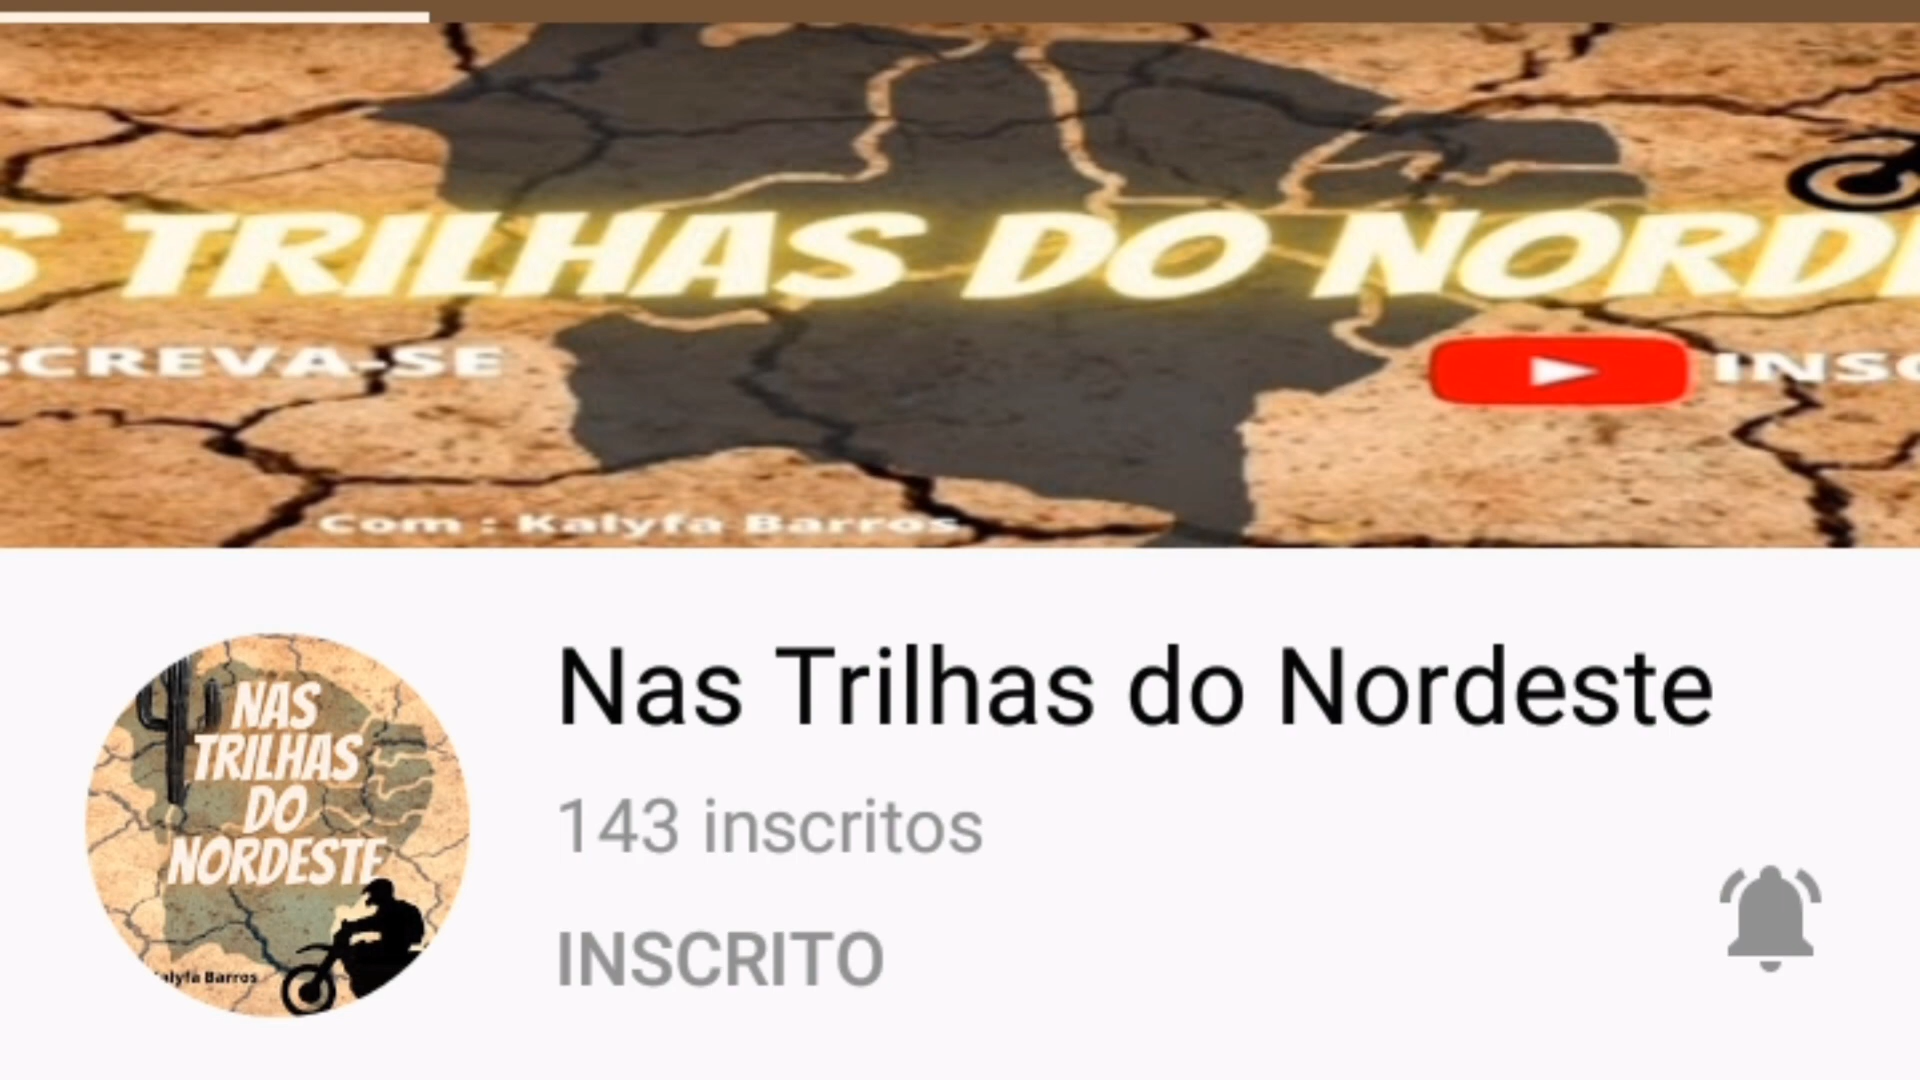 S TRILHAS DO NORDE
SCREVA-SE
INSC
Com : Kalyfa Barros
NAS
TRILHAS
DO
NORDESTE
alyfa Barros
Nas Trilhas do Nordeste
143 inscritos
INSCRITO